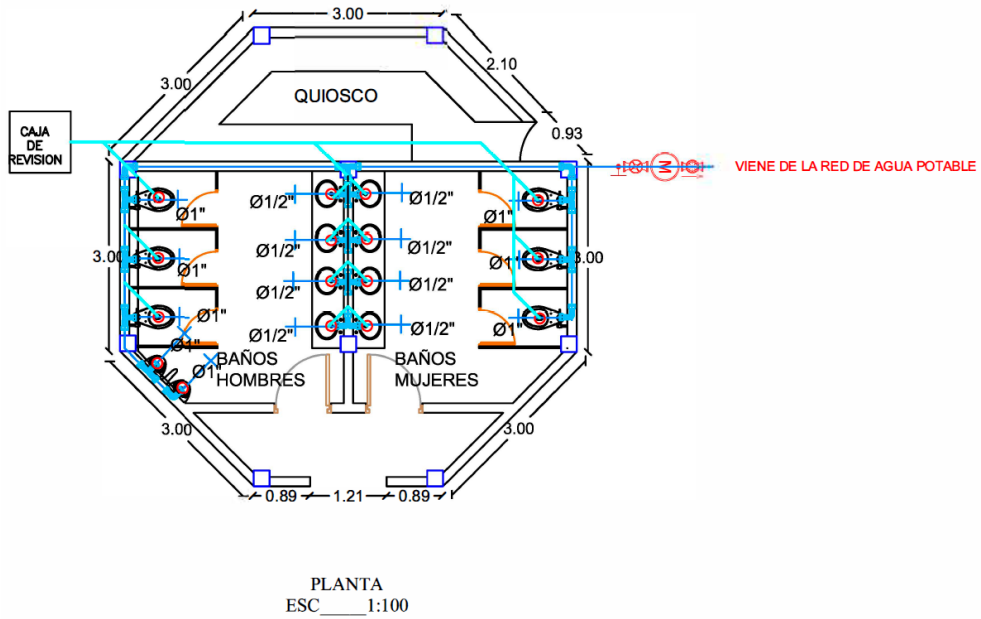 3.00
3.00
2.10
QUIOSCO
0.93
CAJA
DE
REVISION
M
VIENE DE LA RED DE AGUA POTABLE
Ø1/2"
Ø1/2"
Ø1"
Ø1"
Ø1/2"
Ø1/2"
3.00
3.00
Ø1"
Ø1"
Ø1/2"
Ø1/2"
Ø1"
Ø1/2"
Ø1/2"
Ø1"
Ø1"
Ø1"
BAÑOS
HOMBRES
BAÑOS
MUJERES
3.00
3.00
0.89
1.21
0.89
PLANTA
ESC_____1:100